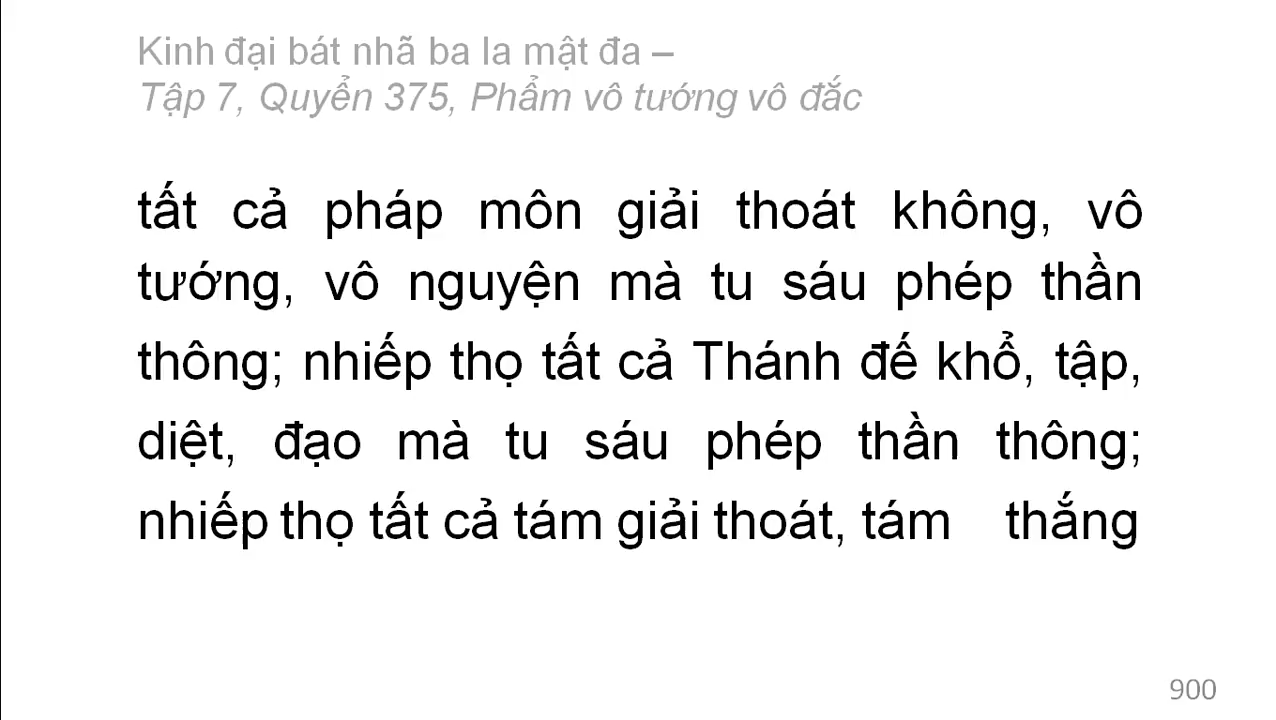 Kinh đại bát nhã ba la mật đa –
Tập 7, Quyển 375, Phẩm vô tướng vô đắc
tất cả pháp môn giải thoát không, vô
tướng, vô nguyện mà tu sáu phép thần
thông; nhiếp thọ tất cả Thánh đế khổ, tập,
diệt, đạo mà tu sáu phép thần thông;
nhiếp thọ tất cả tám giải thoát, tám thắng
900